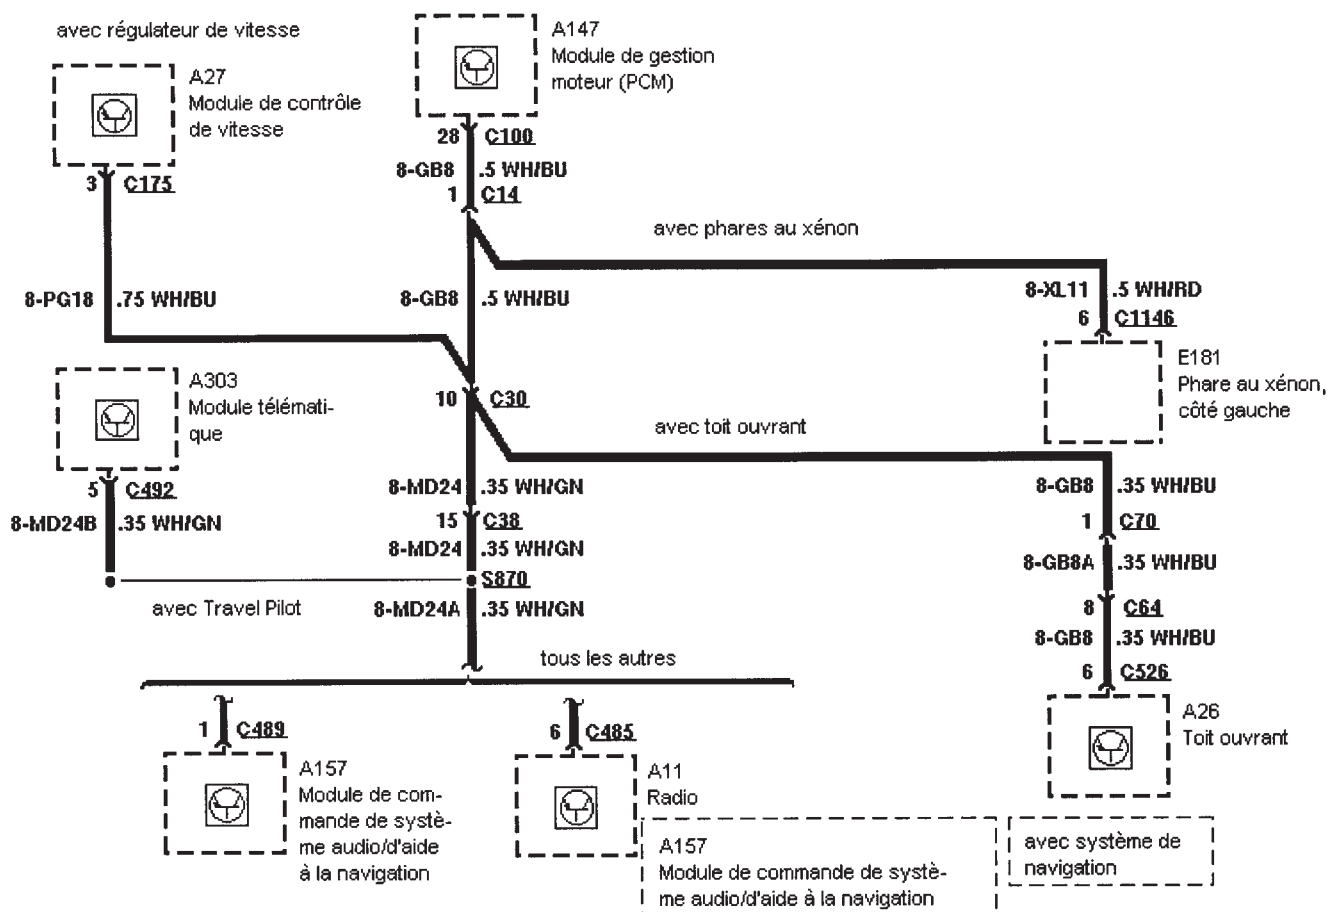 avec régulateur de vitesse
A27
Module de contrôle
de vitesse
A147
Module de gestion
moteur (PCM)
28 C100
8-GB8 .5 WH/BU
1 C14
3 C175
avec phares au xénon
8-PG18 .75 WH/BU
8-GB8 .5 WH/BU
8-XL11 .5 WH/RD
6 C1146
E181
Phare au xénon,
côté gauche
A303
Module télémati-
que
10 C30
avec toit ouvrant
5 C492
8-MD24B .35 WH/GN
8-MD24 .35 WH/GN
15 C38
8-MD24 .35 WH/GN
S870
avec Travel Pilot
8-MD24A .35 WH/GN
8-GB8 .35 WH/BU
1 C70
8-GB8A .35 WH/BU
8 C64
8-GB8 .35 WH/BU
6 C526
A26
Toit ouvrant
tous les autres
1 C489
A157
Module de com-
mande de systè-
me audio/d'aide
à la navigation
6 C485
A11
Radio
A157
Module de commande de systè-
me audio/d'aide à la navigation
avec système de
navigation